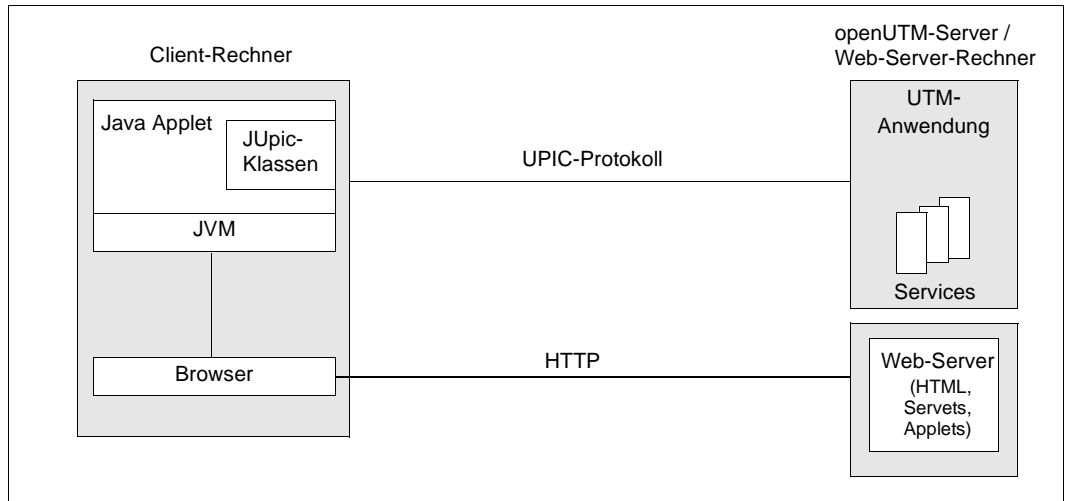 Client-Rechner
openUTM-Server /
Web-Server-Rechner
Java Applet
JUpic-
Klassen
JVM
Browser
UPIC-Protokoll
HTTP
UTM-
Anwendung
Services
Web-Server
(HTML,
Servets,
Applets)